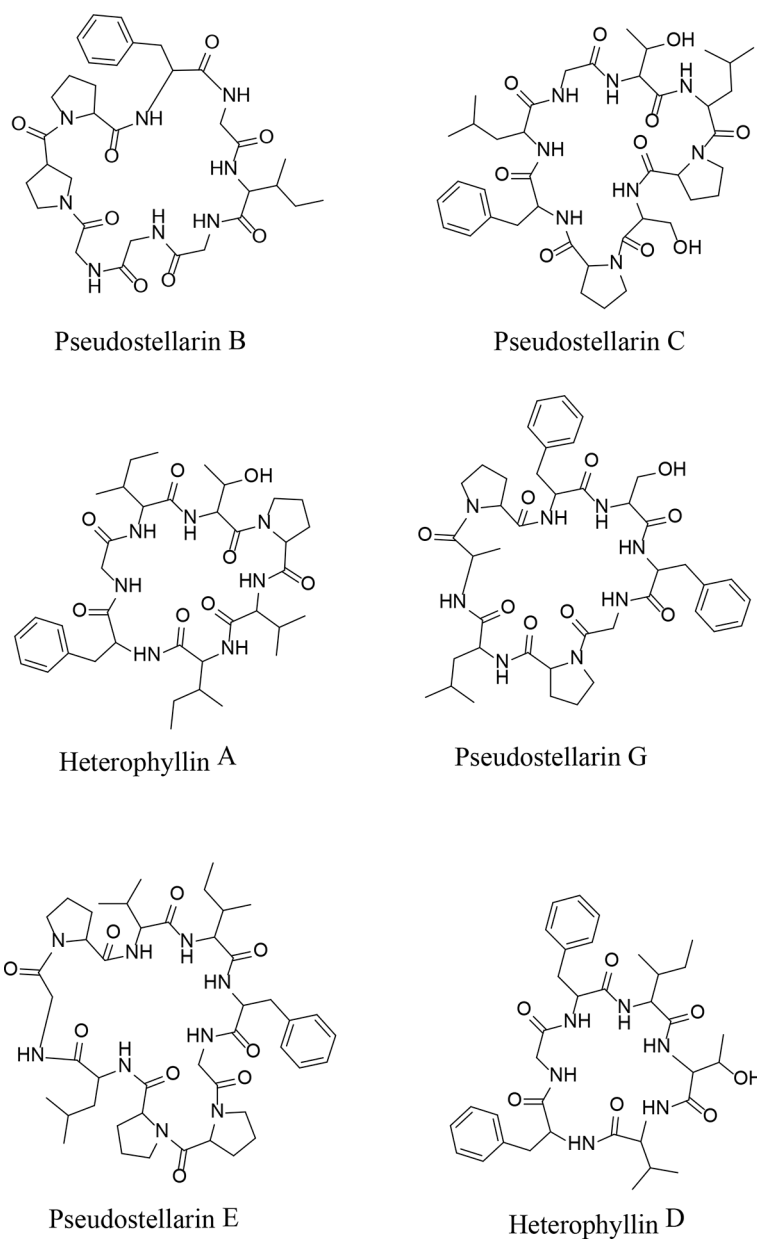 Pseudostellarin B
Pseudostellarin C
Heterophyllin A
Pseudostellarin G
Pseudostellarin E
Heterophyllin D